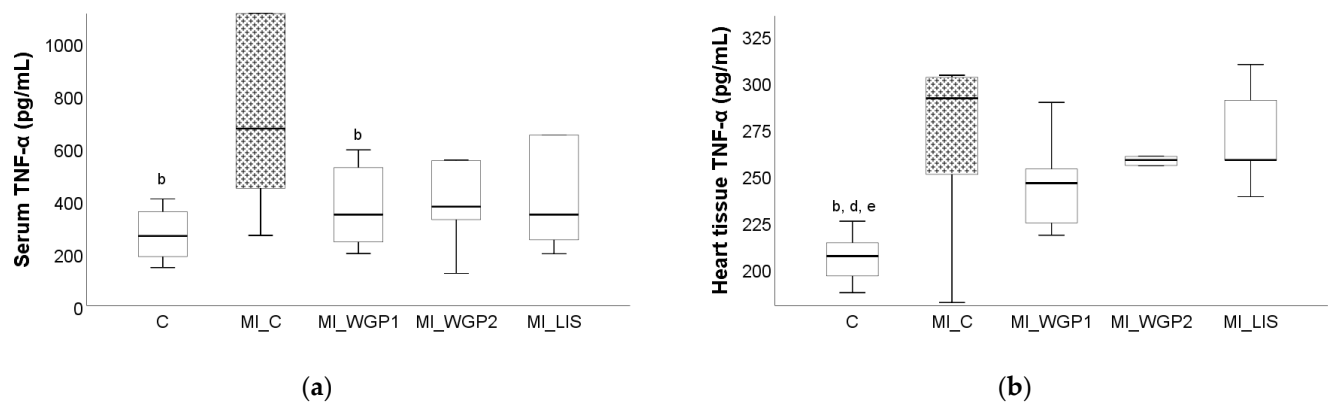 Serum TNF-α (pg/mL)
1000
800
600
400
200
0
b
b
C MI_C MI_WGP1 MI_WGP2 MI_LIS
(a)
Heart tissue TNF-α (pg/mL)
325
300
275
250
225
200
b, d, e
C MI_C MI_WGP1 MI_WGP2 MI_LIS
(b)